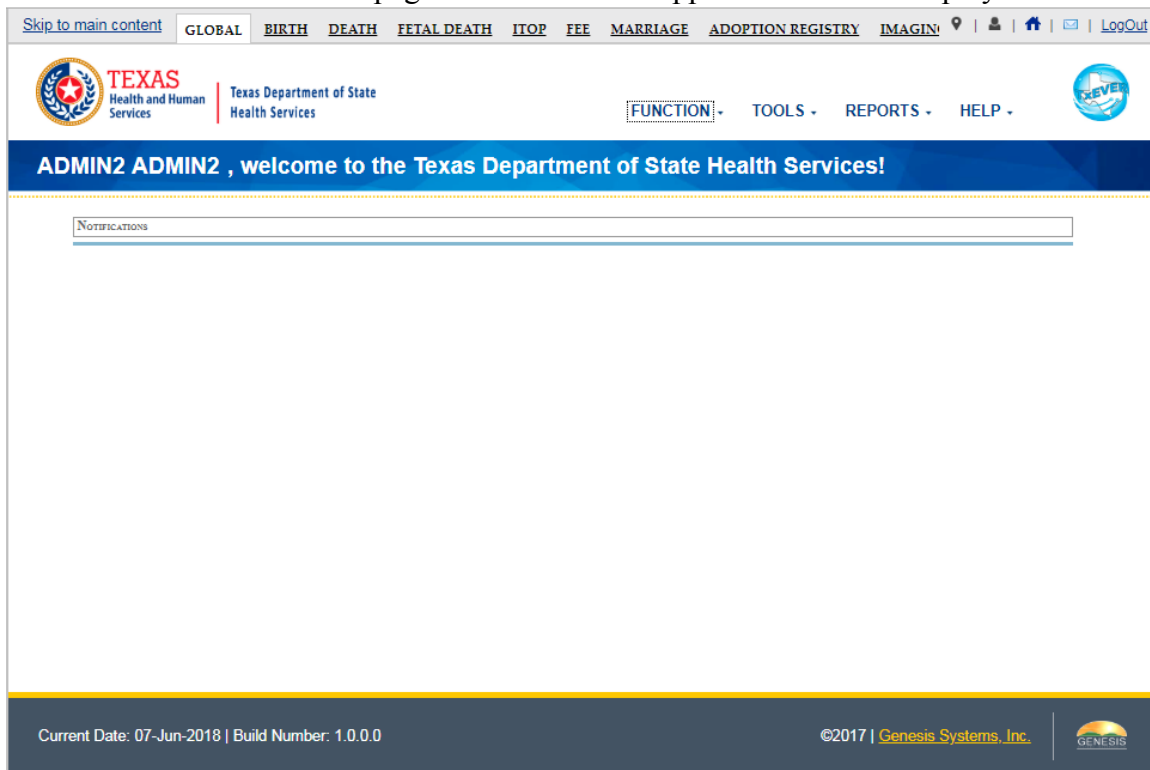 Skip to main content GLOBAL BIRTH DEATH FETAL DEATH ITOP FEE MARRIAGE ADOPTION REGISTRY IMAGIN | | | | LogOut
TEXAS
Health and Human
Services
Texas Department of State
Health Services
FUNCTION TOOLS REPORTS HELP
TxEVER
ADMIN2 ADMIN2 , welcome to the Texas Department of State Health Services!
Notifications
Current Date: 07-Jun-2018 | Build Number: 1.0.0.0
©2017 | Genesis Systems, Inc.
GENESIS